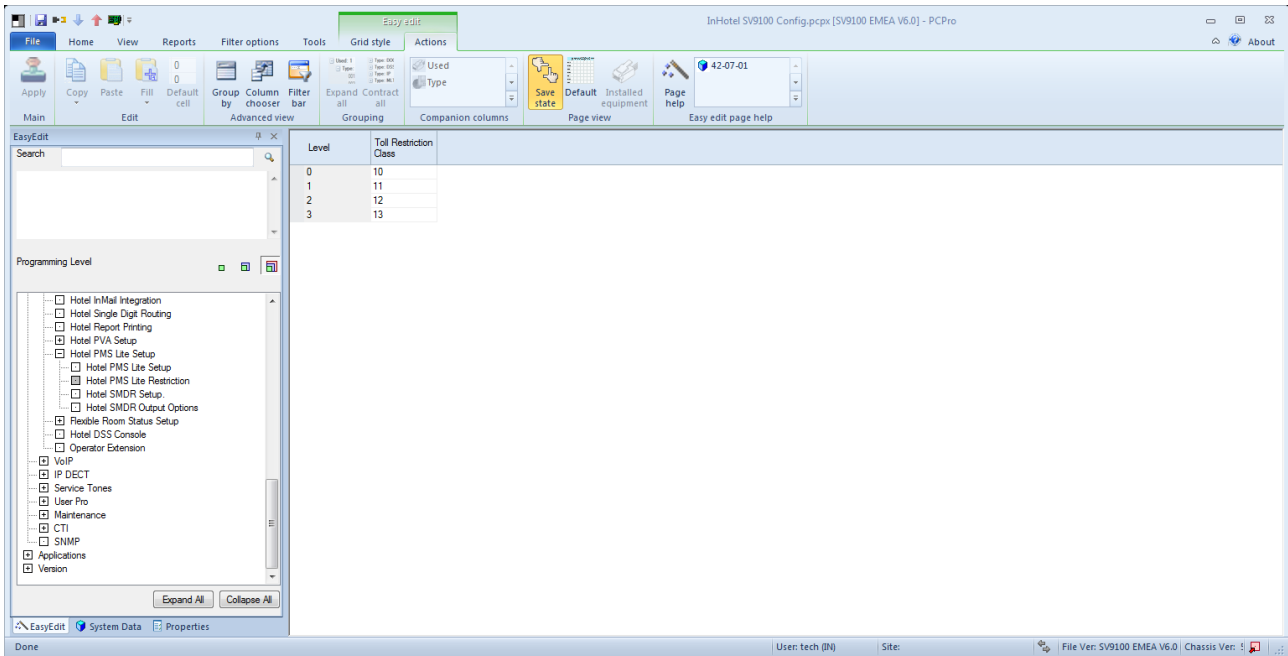 Easy edit
InHotel SV9100 Config.pcpx [SV9100 EMEA V6.0] - PCPro
File Home View Reports Filter options Tools Grid style Actions About
Apply
Copy
Paste
Fill
0
0
Default cell
Group by
Column chooser
Filter bar
Expand all
Contract all
Used
Type
Save state
Default
Installed equipment
Page help
42-07-01
Main Edit Advanced view Grouping Companion columns Page view Easy edit page help
EasyEdit
Search
Programming Level
Hotel InMail Integration
Hotel Single Digit Routing
Hotel Report Printing
Hotel PVA Setup
Hotel PMS Lite Setup
Hotel PMS Lite Setup
Hotel PMS Lite Restriction
Hotel SMDR Setup.
Hotel SMDR Output Options
Flexible Room Status Setup
Hotel DSS Console
Operator Extension
VoIP
IP DECT
Service Tones
User Pro
Maintenance
CTI
SNMP
Applications
Version
Expand All Collapse All
EasyEdit System Data Properties
Level Toll Restriction Class
0 10
1 11
2 12
3 13
Done User: tech (IN) Site: File Ver: SV9100 EMEA V6.0 Chassis Ver: